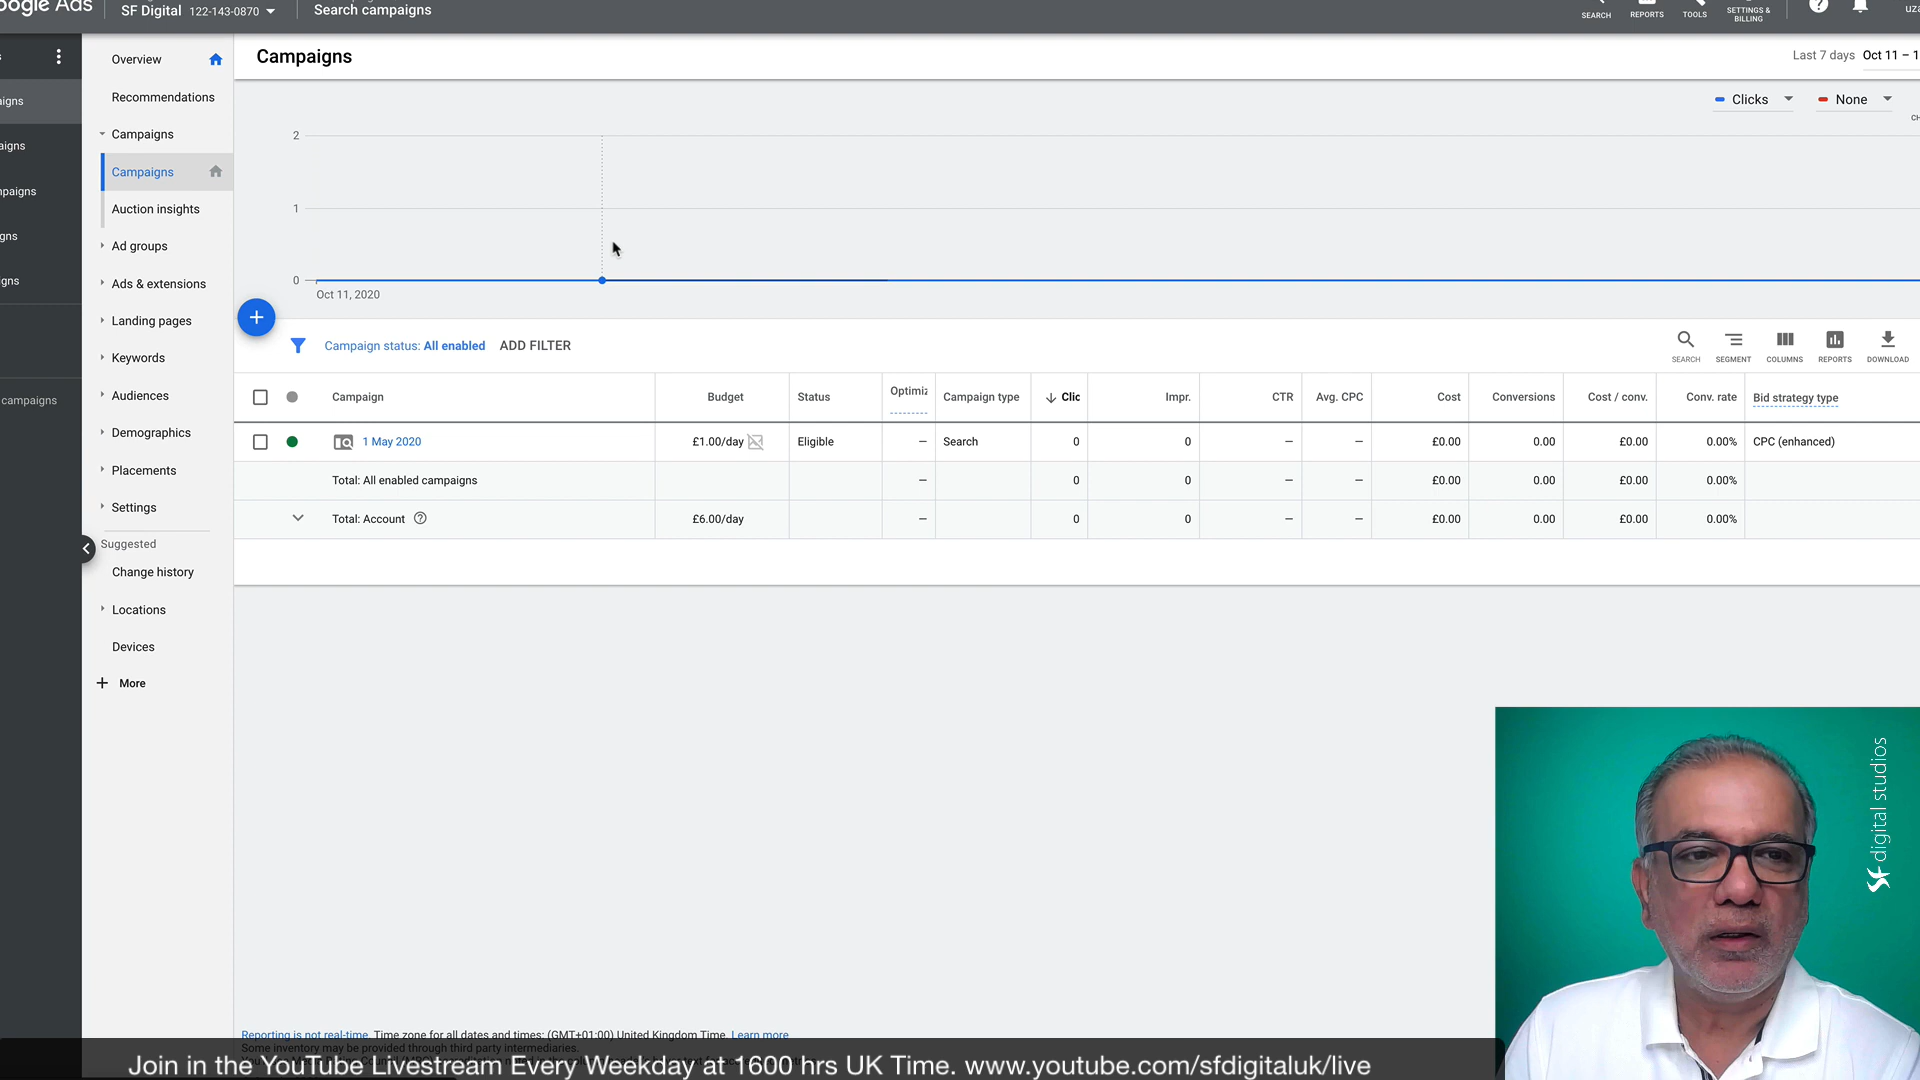 oogle Ads
SF Digital 122-143-0870
Search campaigns
SEARCH
REPORTS
TOOLS
SETTINGS &
BILLING
uza
aigns
aigns
npaigns
gns
igns
campaigns
Overview
Recommendations
Campaigns
Campaigns
Auction insights
Ad groups
Ads & extensions
Landing pages
Keywords
Audiences
Demographics
Placements
Settings
Suggested
Change history
Locations
Devices
More
Campaigns
Last 7 days Oct 11 – 1
Clicks
None
CH
2
1
0
Oct 11, 2020
Campaign status: All enabled ADD FILTER
SEARCH
SEGMENT
COLUMNS
REPORTS
DOWNLOAD
Campaign Budget Status Optimiz Campaign type Clic Impr. CTR Avg. CPC Cost Conversions Cost / conv. Conv. rate Bid strategy type
1 May 2020 £1.00/day Eligible – Search 0 0 – – £0.00 0.00 £0.00 0.00% CPC (enhanced)
Total: All enabled campaigns – 0 0 – – £0.00 0.00 £0.00 0.00%
Total: Account £6.00/day – 0 0 – – £0.00 0.00 £0.00 0.00%
Reporting is not real-time. Time zone for all dates and times: (GMT+01:00) United Kingdom Time. Learn more
Some inventory may be provided through third party intermediaries.
Join in the YouTube Livestream Every Weekday at 1600 hrs UK Time. www.youtube.com/sfdigitaluk/live
digital studios